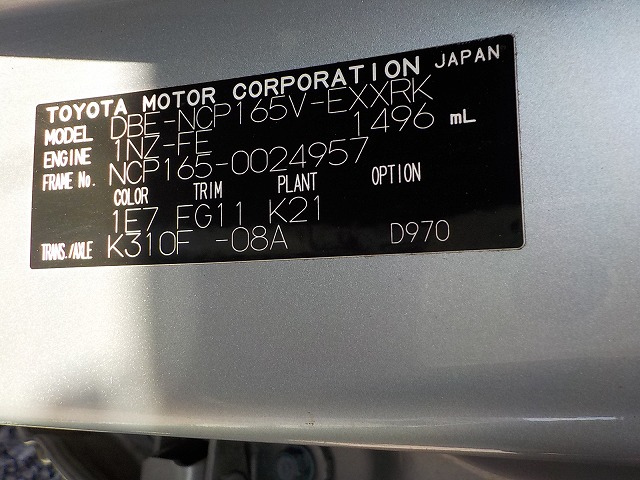 TOYOTA MOTOR CORPORATION JAPAN
MODEL DBE-NCP165V-EXXRK
ENGINE 1NZ-FE 1496 mL
FRAME No. NCP165-0024957
COLOR TRIM PLANT OPTION
1E7 FG11 K21
TRANS./AXLE K310F -08A D970